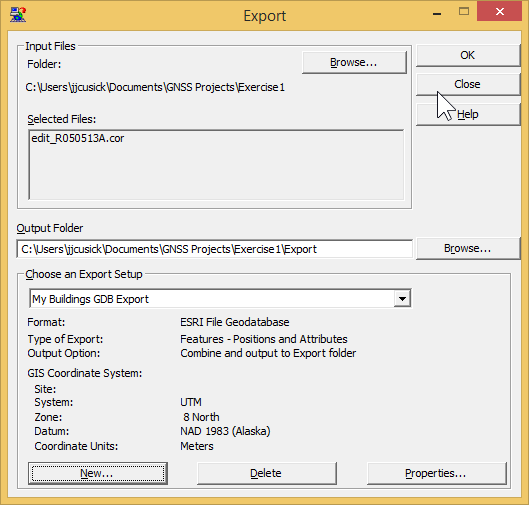 Export
Input Files
Folder:
Browse...
OK
C:\Users\jjcusick\Documents\GNSS Projects\Exercise1
Close
Help
Selected Files:
edit_R050513A.cor
Output Folder
C:\Users\jjcusick\Documents\GNSS Projects\Exercise1\Export
Browse...
Choose an Export Setup
My Buildings GDB Export
Format: ESRI File Geodatabase
Type of Export: Features - Positions and Attributes
Output Option: Combine and output to Export folder
GIS Coordinate System:
Site:
System: UTM
Zone: 8 North
Datum: NAD 1983 (Alaska)
Coordinate Units: Meters
New... Delete Properties...